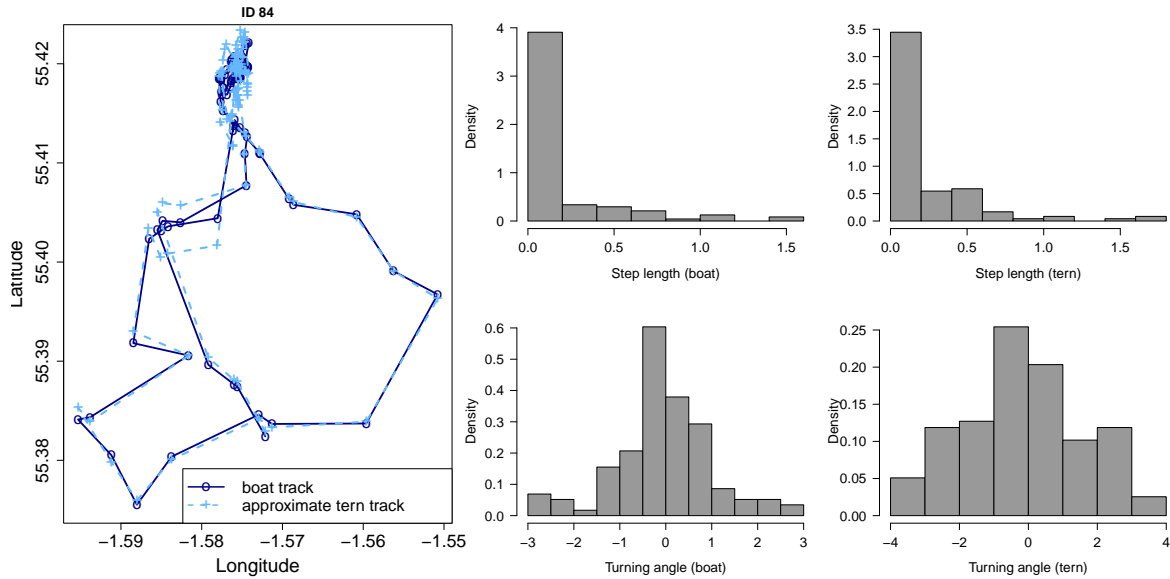 ID 84
Latitude
55.42
55.41
55.40
55.39
55.38
−1.59 −1.58 −1.57 −1.56 −1.55
Longitude
boat track
approximate tern track
Density
4
3
2
1
0
0.0 0.5 1.0 1.5
Step length (boat)
Density
3.5
3.0
2.5
2.0
1.5
1.0
0.5
0.0
0.0 0.5 1.0 1.5
Step length (tern)
Density
0.6
0.5
0.4
0.3
0.2
0.1
0.0
−3 −2 −1 0 1 2 3
Turning angle (boat)
Density
0.25
0.20
0.15
0.10
0.05
0.00
−4 −2 0 2 4
Turning angle (tern)